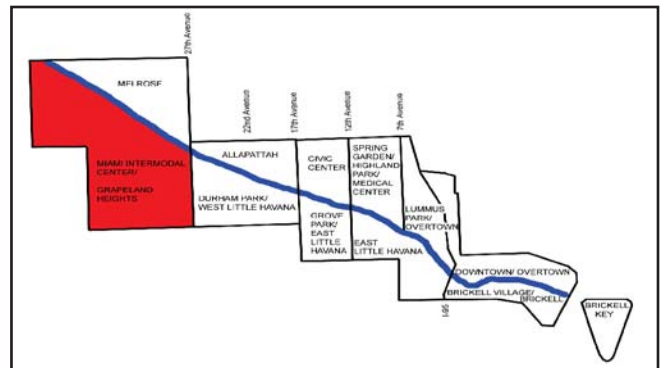 27th Avenue
MELROSE
MIAMI INTERMODAL
CENTER/
GRAPELAND
HEIGHTS
22nd Avenue
17th Avenue
12th Avenue
7th Avenue
ALLAPATTAH
DURHAM PARK/
WEST LITTLE HAVANA
CIVIC
CENTER
GROVE
PARK/
EAST
LITTLE
HAVANA
SPRING
GARDEN/
HIGHLAND
PARK/
MEDICAL
CENTER
EAST
LITTLE HAVANA
LUMMUS
PARK/
OVERTOWN
DOWNTOWN/ OVERTOWN
BRICKELL VILLAGE/
BRICKELL
I-95
BRICKELL
KEY